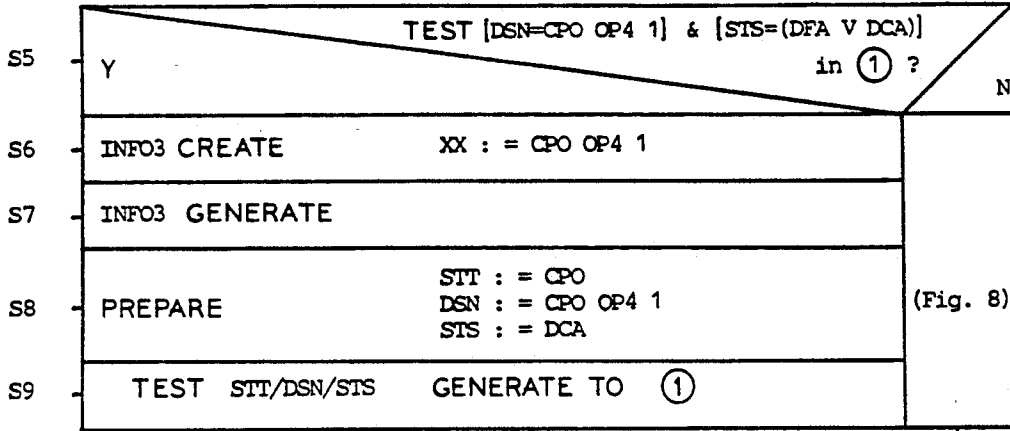 TEST [DSN=CPO OP4 1] & [STS=(DFA V DCA)]
S5 Y in ① ? N
S6 INFO3 CREATE XX : = CPO OP4 1
S7 INFO3 GENERATE
STT : = CPO
S8 PREPARE DSN : = CPO OP4 1 (Fig. 8)
STS : = DCA
S9 TEST STT/DSN/STS GENERATE TO ①